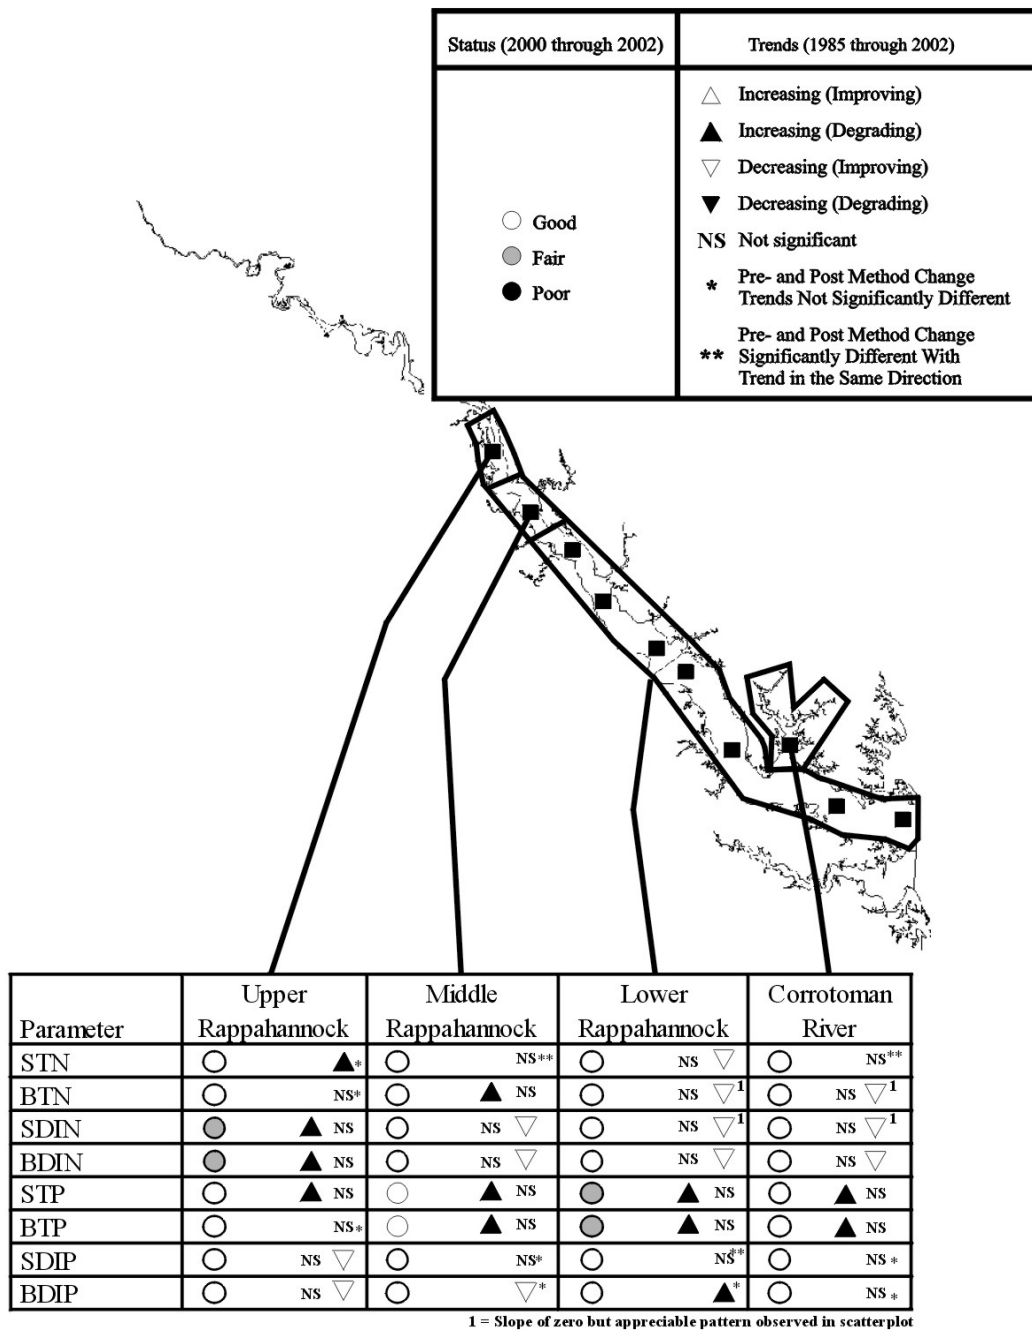 Status (2000 through 2002)
Trends (1985 through 2002)
Good
Fair
Poor
Increasing (Improving)
Increasing (Degrading)
Decreasing (Improving)
Decreasing (Degrading)
NS Not significant
* Pre- and Post Method Change
Trends Not Significantly Different
Pre- and Post Method Change
** Significantly Different With
Trend in the Same Direction
Parameter
Upper
Rappahannock
Middle
Rappahannock
Lower
Rappahannock
Corrotoman
River
STN * NS** NS NS**
BTN NS* NS NS 1 NS 1
SDIN NS NS NS 1 NS 1
BDIN NS NS NS NS
STP NS NS NS NS
BTP NS* NS NS NS
SDIP NS NS* NS** NS*
BDIP NS * * NS*
1 = Slope of zero but appreciable pattern observed in scatterplot